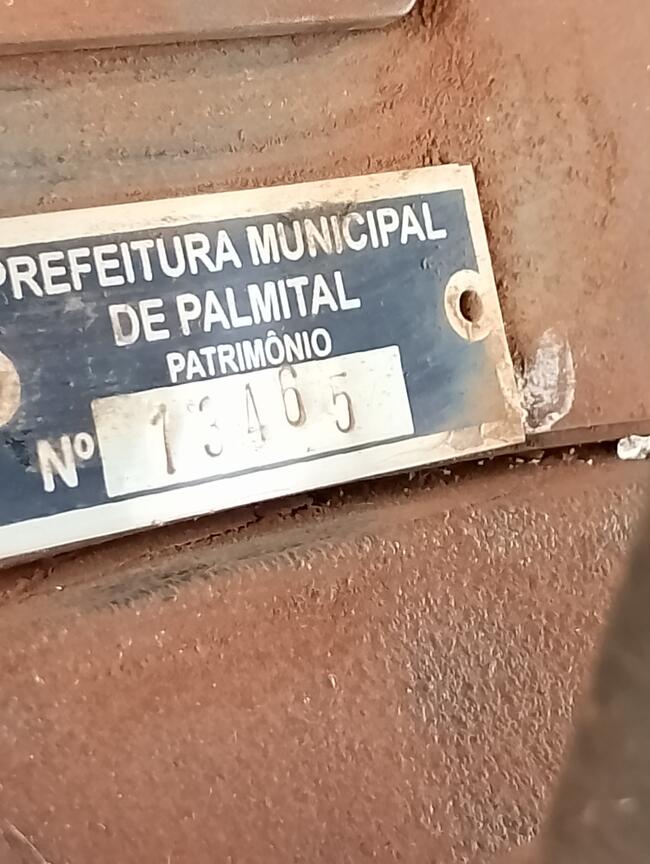 PREFEITURA MUNICIPAL
DE PALMITAL
PATRIMÔNIO
Nº 13465